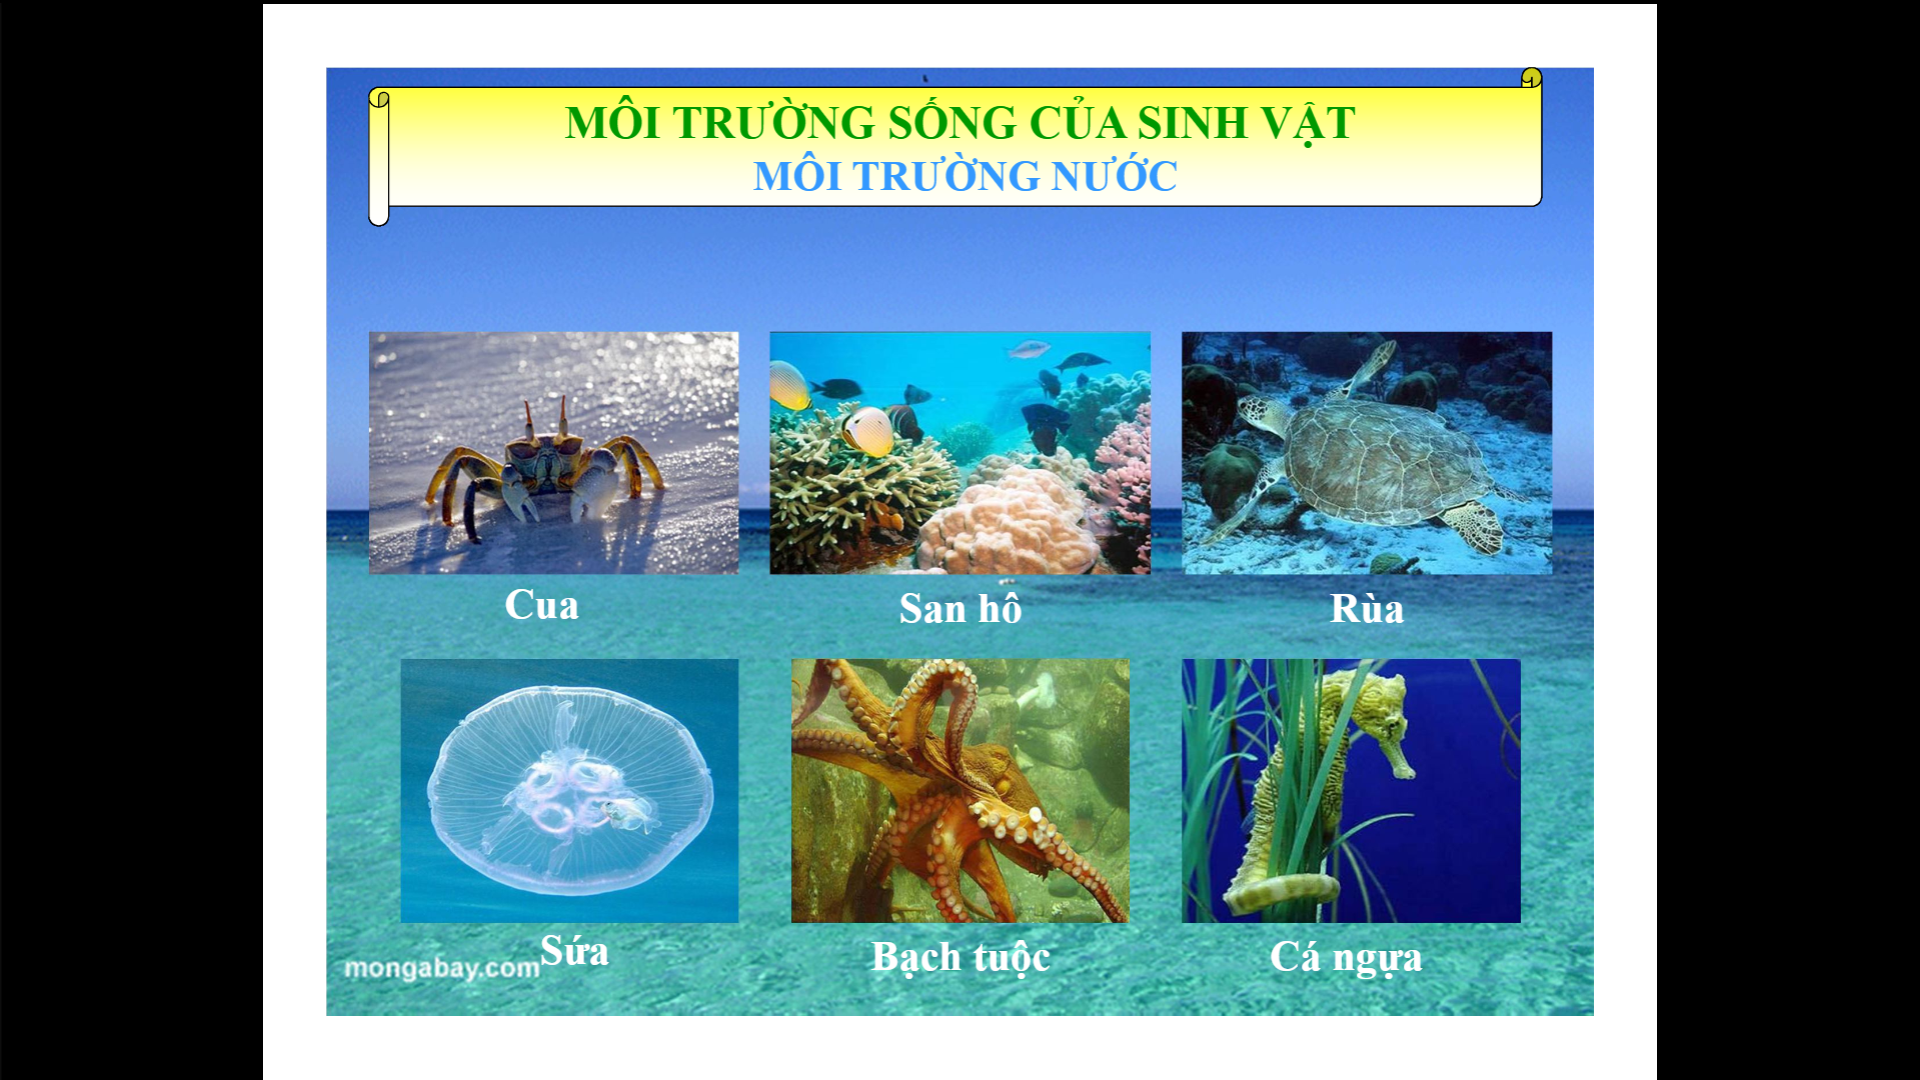 MÔI TRƯỜNG SỐNG CỦA SINH VẬT
MÔI TRƯỜNG NƯỚC
Cua
San hô
Rùa
Sứa
Bạch tuộc
Cá ngựa
mongabay.com